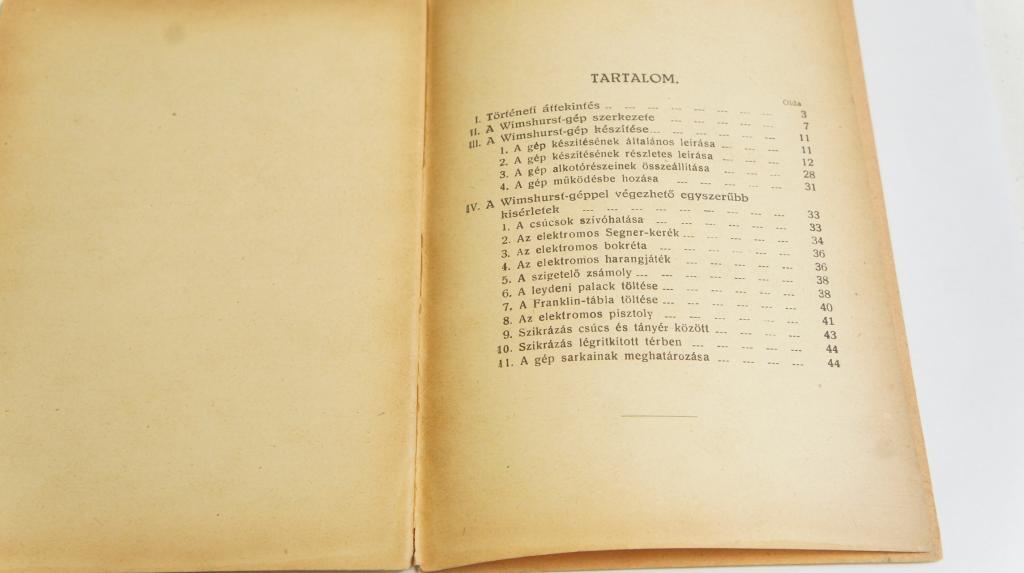 TARTALOM.
Olda
I. Történeti áttekintés .. --- --- --- --- --- --- 3
II. A Wimshurst-gép szerkezete --- --- --- --- --- 7
III. A Wimshurst-gép készítése... --- --- --- --- --- 11
1. A gép készítésének általános leírása --- --- --- 11
2. A gép készítésének részletes leírása --- --- --- 12
3. A gép alkotórészeinek összeállítása --- --- --- 28
4. A gép működésbe hozása --- --- --- --- 31
IV. A Wimshurst-géppel végezhető egyszerűbb
kisérletek --- --- --- --- --- --- --- 33
1. A csúcsok szívóhatása --- --- --- --- --- 33
2. Az elektromos Segner-kerék --- --- --- --- 34
3. Az elektromos bokréta --- --- --- --- --- 36
4. Az elektromos harangjáték --- --- --- --- 36
5. A szigetelő zsámoly --- --- --- --- --- 38
6. A leydeni palack töltése --- --- --- --- --- 38
7. A Franklin-tábla töltése --- --- --- --- --- 40
8. Az elektromos pisztoly --- --- --- --- --- 41
9. Szikrázás csúcs és tányér között --- --- --- --- 43
10. Szikrázás légritkított térben --- --- --- --- 44
11. A gép sarkainak meghatározása --- --- --- --- 44